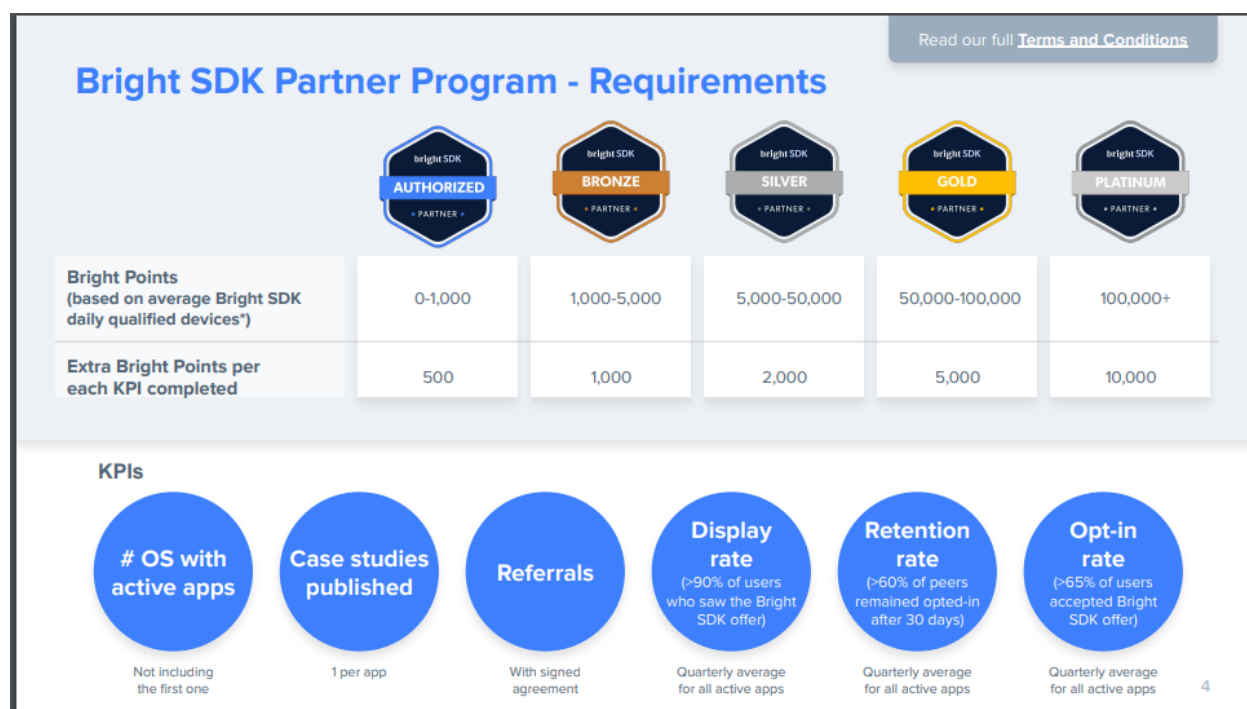 Read our full Terms and Conditions
Bright SDK Partner Program - Requirements
bright SDK
AUTHORIZED
• PARTNER •
bright SDK
BRONZE
• PARTNER •
bright SDK
SILVER
• PARTNER •
bright SDK
GOLD
• PARTNER •
bright SDK
PLATINUM
• PARTNER •
Bright Points
(based on average Bright SDK
daily qualified devices*)
0-1,000
1,000-5,000
5,000-50,000
50,000-100,000
100,000+
Extra Bright Points per
each KPI completed
500
1,000
2,000
5,000
10,000
KPIs
# OS with
active apps
Not including
the first one
Case studies
published
1 per app
Referrals
With signed
agreement
Display
rate
(>90% of users
who saw the Bright
SDK offer)
Quarterly average
for all active apps
Retention
rate
(>60% of peers
remained opted-in
after 30 days)
Quarterly average
for all active apps
Opt-in
rate
(>65% of users
accepted Bright
SDK offer)
Quarterly average
for all active apps
4